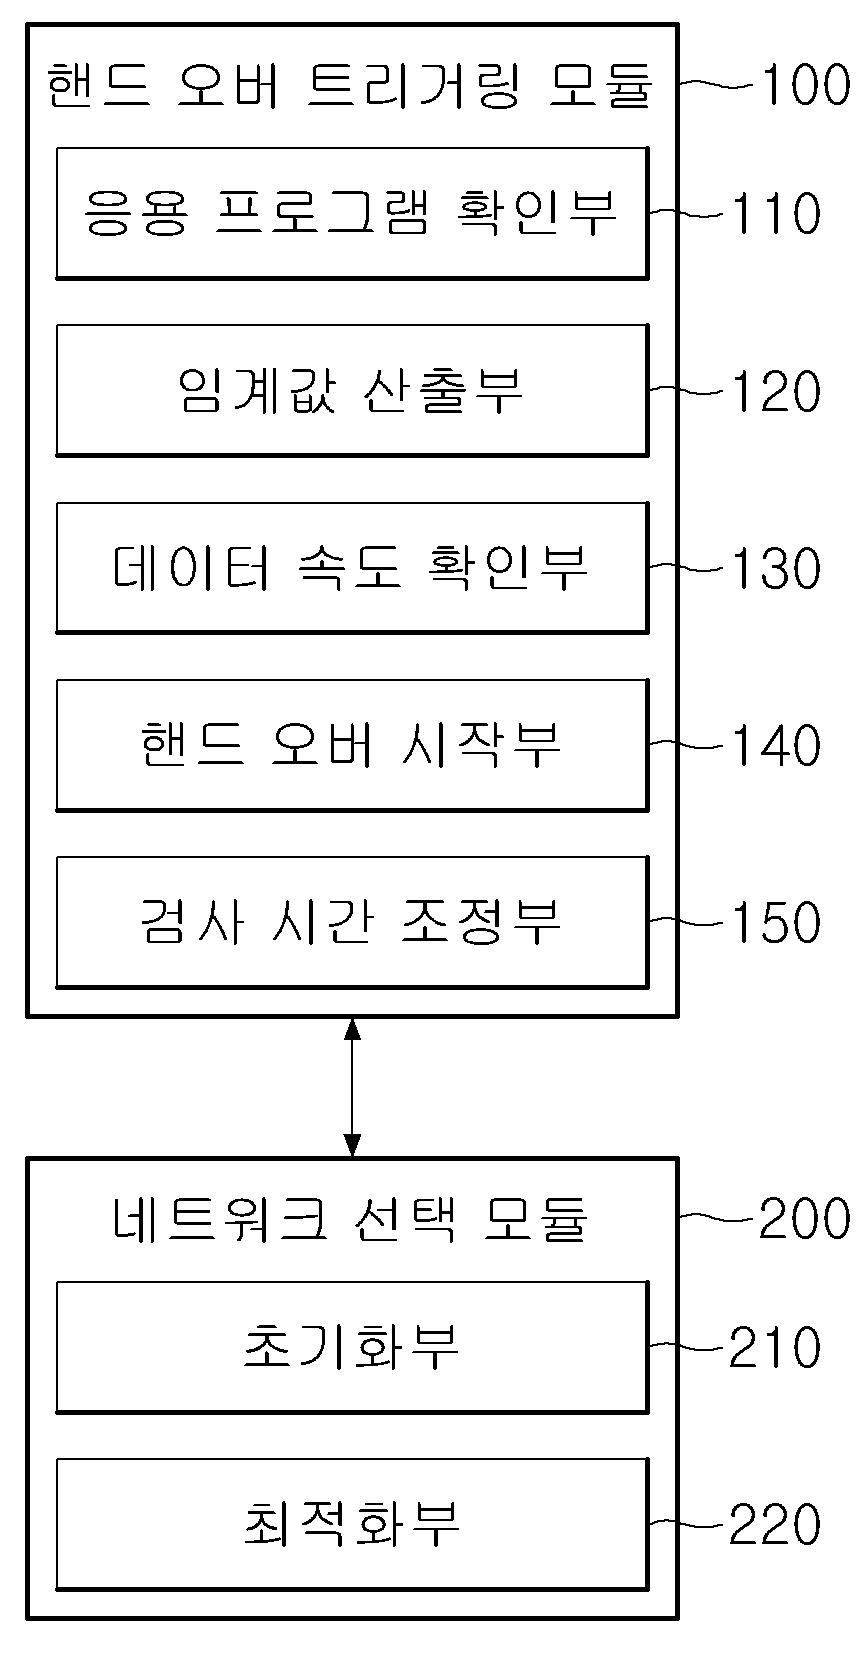 핸드 오버 트리거링 모듈 100
응용 프로그램 확인부 110
임계값 산출부 120
데이터 속도 확인부 130
핸드 오버 시작부 140
검사 시간 조정부 150
네트워크 선택 모듈 200
초기화부 210
최적화부 220